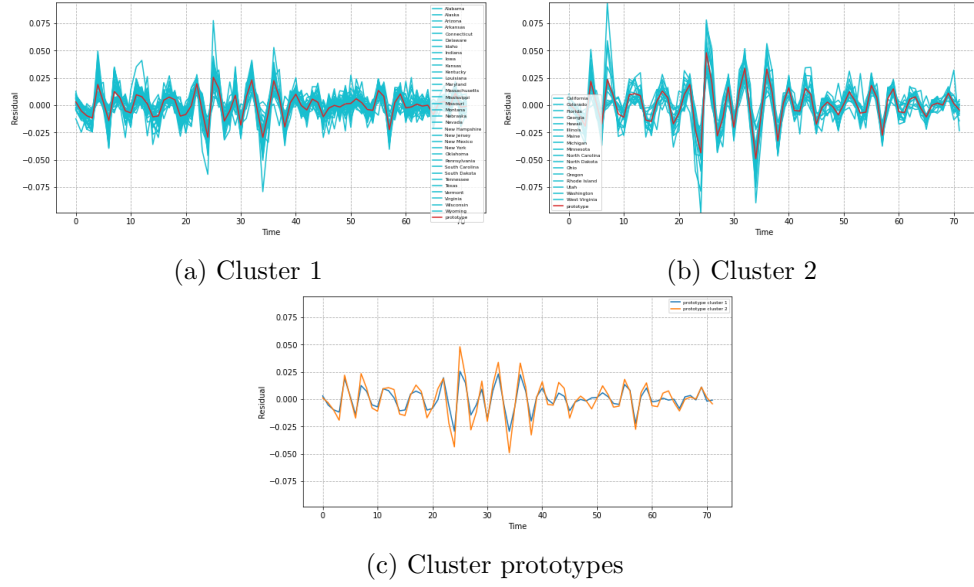 0.075
0.050
0.025
0.000
−0.025
−0.050
−0.075
Residual
0 10 20 30 40 50 60 70
Time
Alabama
Alaska
Arizona
Arkansas
Connecticut
Delaware
Idaho
Indiana
Iowa
Kansas
Kentucky
Louisiana
Maryland
Massachusetts
Mississippi
Missouri
Montana
Nebraska
Nevada
New Hampshire
New Jersey
New Mexico
New York
Oklahoma
Pennsylvania
South Carolina
South Dakota
Tennessee
Texas
Vermont
Virginia
Wisconsin
Wyoming
prototype
(a) Cluster 1
0.075
0.050
0.025
0.000
−0.025
−0.050
−0.075
Residual
0 10 20 30 40 50 60 70
Time
California
Colorado
Florida
Georgia
Hawaii
Illinois
Maine
Michigan
Minnesota
North Carolina
North Dakota
Ohio
Oregon
Rhode Island
Utah
Washington
West Virginia
prototype
(b) Cluster 2
0.075
0.050
0.025
0.000
−0.025
−0.050
−0.075
Residual
0 10 20 30 40 50 60 70
Time
prototype cluster 1
prototype cluster 2
(c) Cluster prototypes